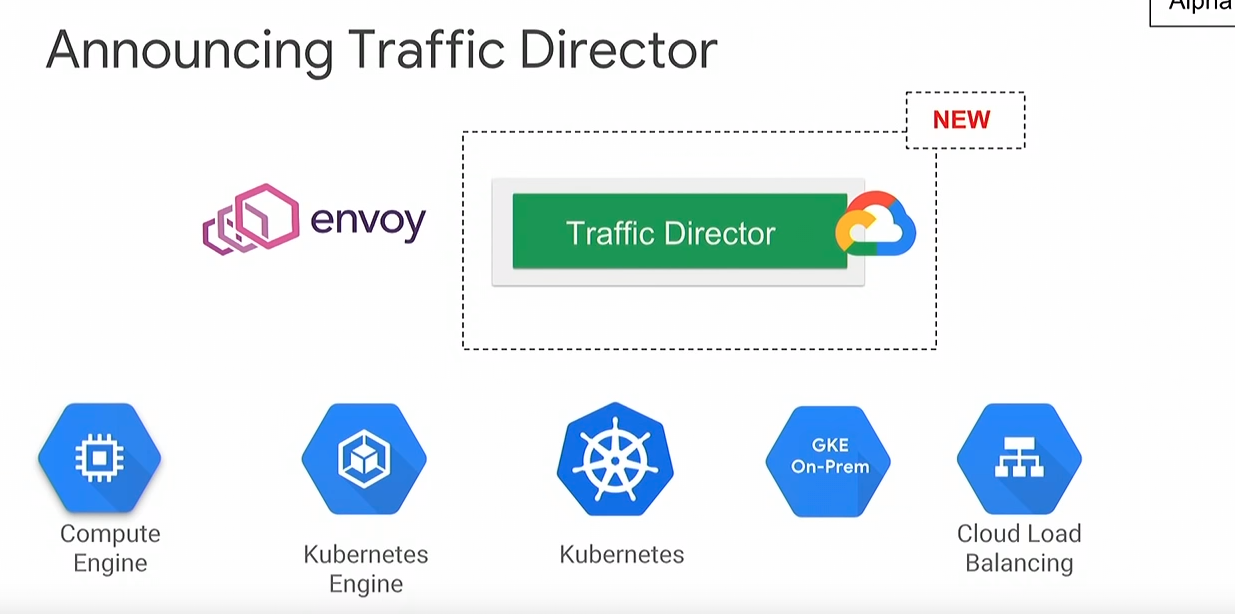 Alpha
Announcing Traffic Director
NEW
envoy
Traffic Director
GKE
On-Prem
Compute
Engine
Kubernetes
Engine
Kubernetes
Cloud Load
Balancing